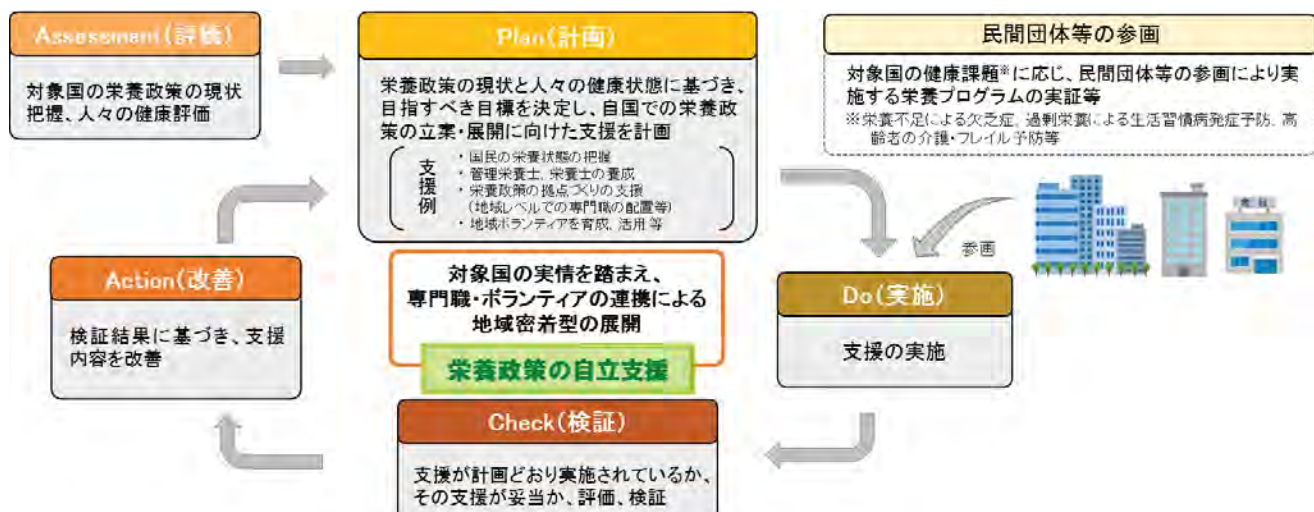 Assessment(評価)
対象国の栄養政策の現状
把握、人々の健康評価
Plan(計画)
栄養政策の現状と人々の健康状態に基づき、
目指すべき目標を決定し、自国での栄養政
策の立案・展開に向けた支援を計画
支援例
・国民の栄養状態の把握
・管理栄養士、栄養士の養成
・栄養政策の拠点づくりの支援
(地域レベルでの専門職の配置等)
・地域ボランティアを育成、活用 等
民間団体等の参画
対象国の健康課題※に応じ、民間団体等の参画により実
施する栄養プログラムの実証等
※栄養不足による欠乏症、過剰栄養による生活習慣病発症予防、高
齢者の介護・フレイル予防等
参画
Action(改善)
検証結果に基づき、支援
内容を改善
対象国の実情を踏まえ、
専門職・ボランティアの連携による
地域密着型の展開
栄養政策の自立支援
Do(実施)
支援の実施
Check(検証)
支援が計画どおり実施されているか、
その支援が妥当か、評価、検証